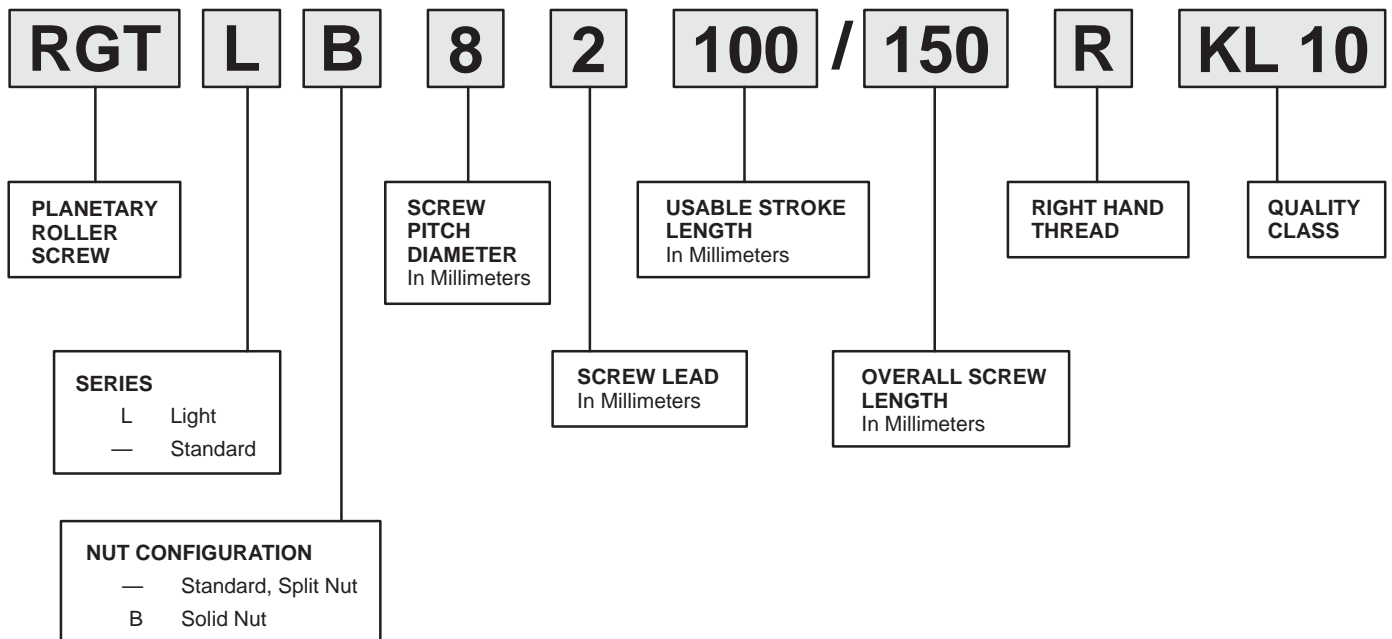 RGT L B 8 2 100 / 150 R KL 10
PLANETARY
ROLLER
SCREW
SCREW
PITCH
DIAMETER
In Millimeters
USABLE STROKE
LENGTH
In Millimeters
RIGHT HAND
THREAD
QUALITY
CLASS
SERIES
L Light
— Standard
SCREW LEAD
In Millimeters
OVERALL SCREW
LENGTH
In Millimeters
NUT CONFIGURATION
— Standard, Split Nut
B Solid Nut